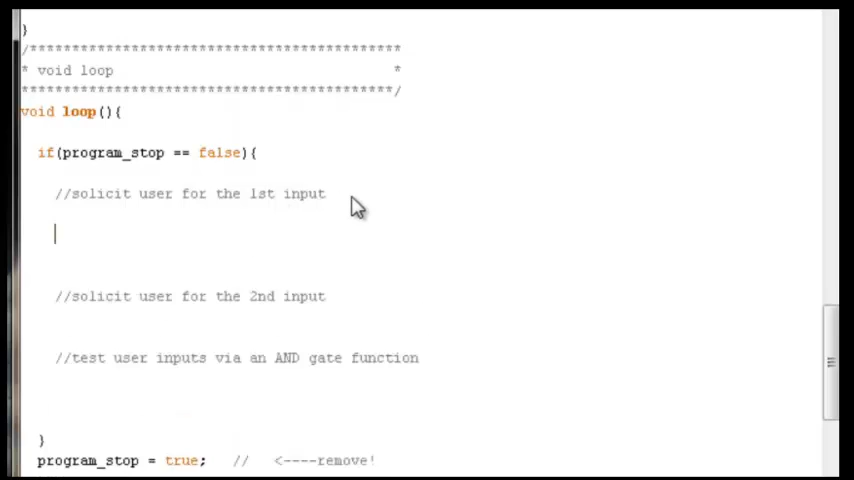 }
/********************************************
* void loop *
********************************************/
void loop(){
if(program_stop == false){
//solicit user for the 1st input
//solicit user for the 2nd input
//test user inputs via an AND gate function
}
program_stop = true; // <----remove!